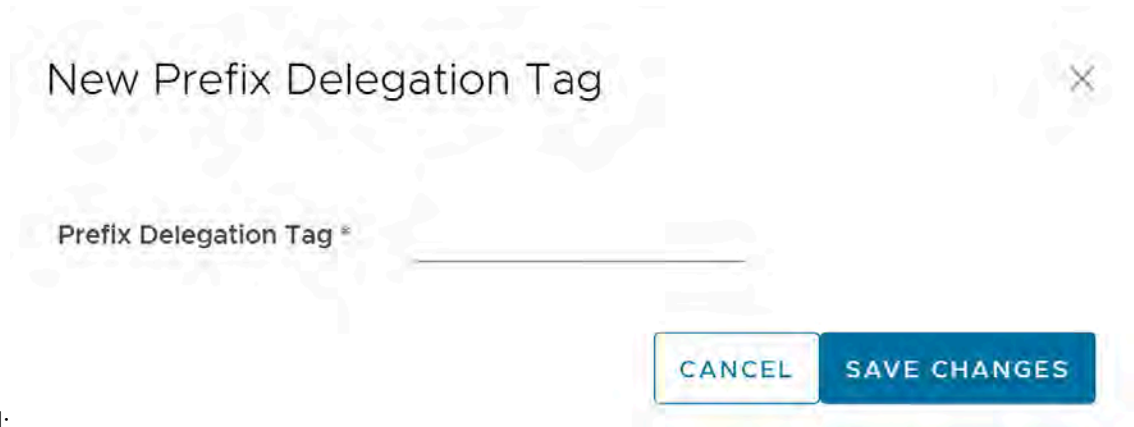 New Prefix Delegation Tag
Prefix Delegation Tag *
CANCEL
SAVE CHANGES